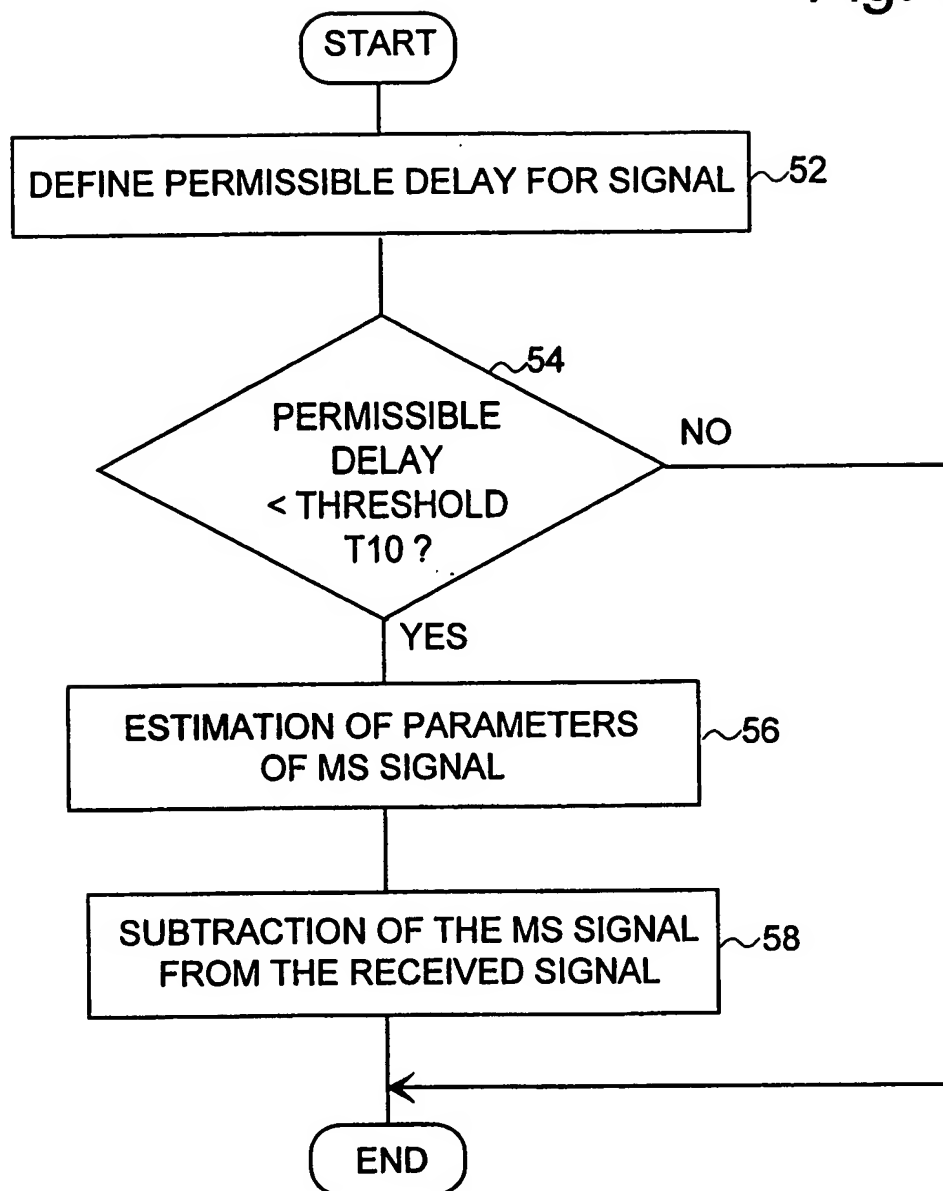 Fig.
START
DEFINE PERMISSIBLE DELAY FOR SIGNAL
52
54
PERMISSIBLE
DELAY
< THRESHOLD
T10 ?
NO
YES
ESTIMATION OF PARAMETERS
OF MS SIGNAL
56
SUBTRACTION OF THE MS SIGNAL
FROM THE RECEIVED SIGNAL
58
END